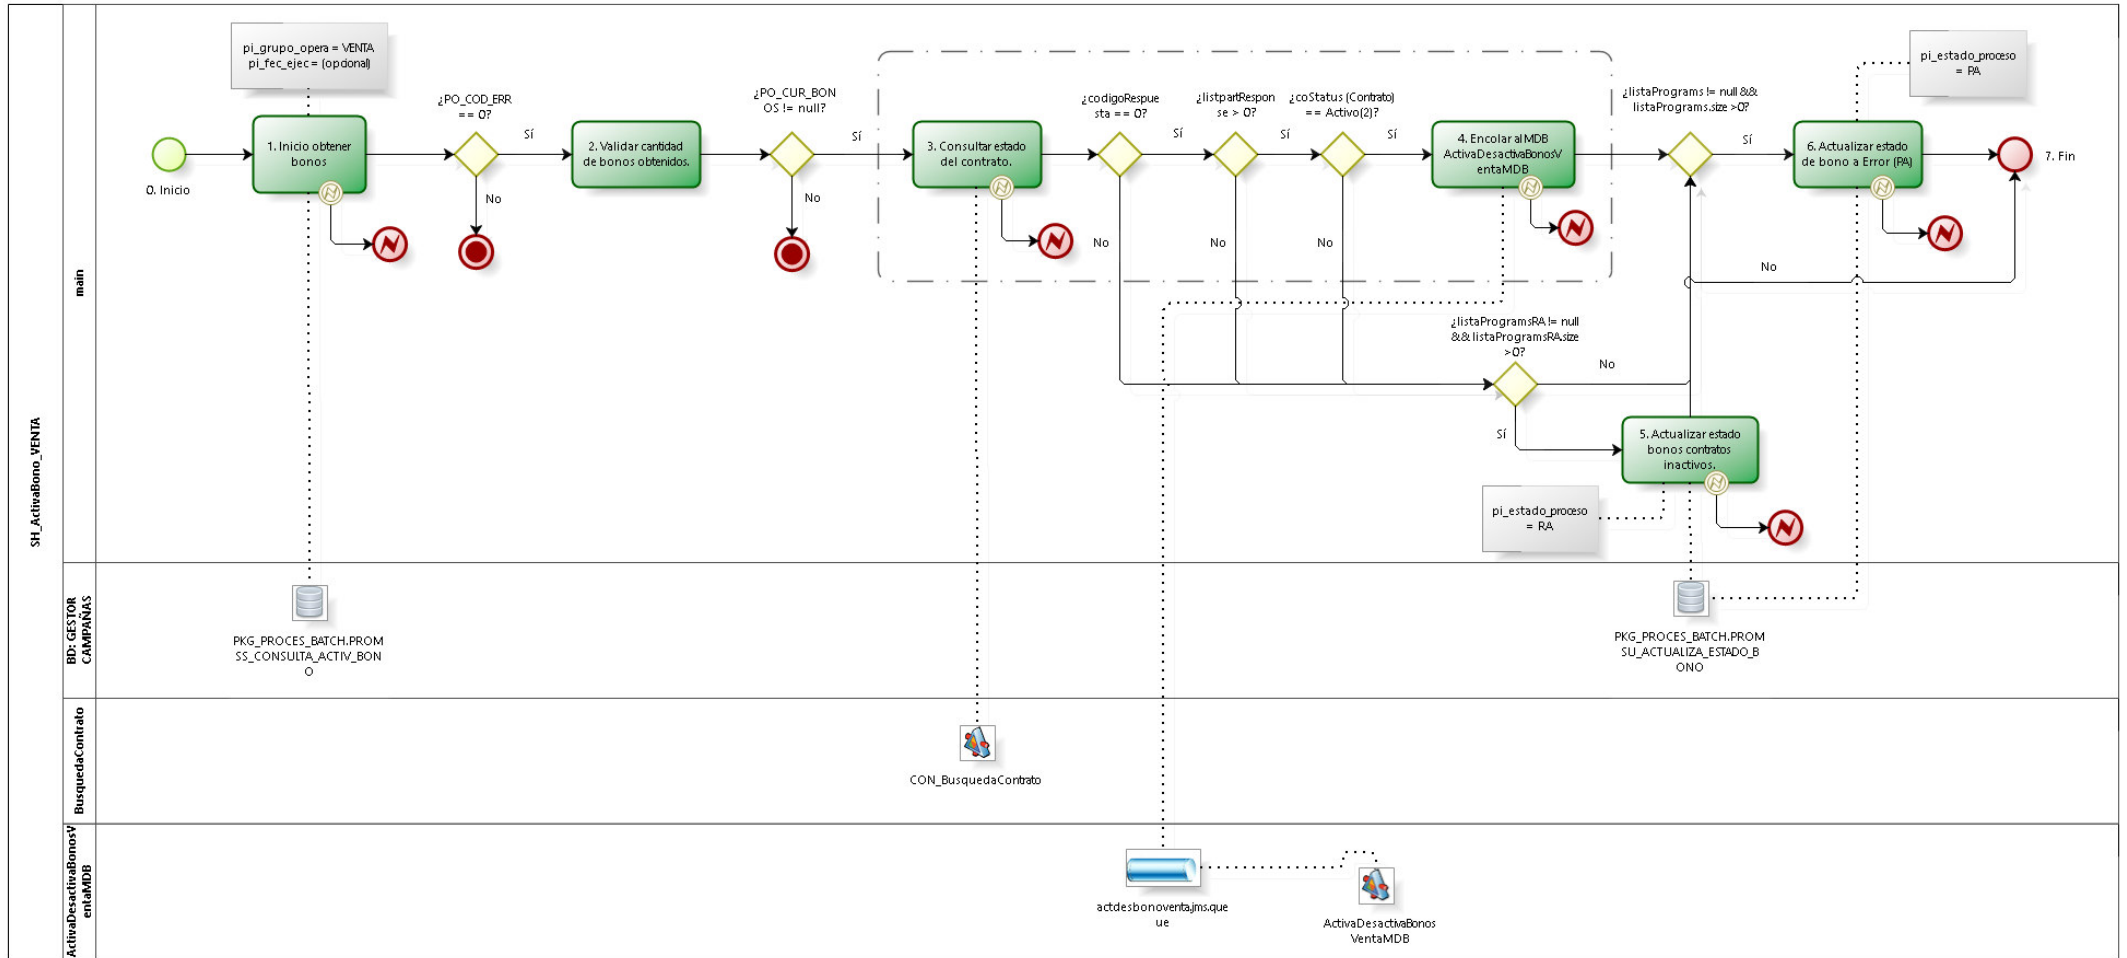 SH_ActivaBono_VENTA
main
pi_grupo_opera = VENTA
pi_fec_ejec = (opcional)
0. Inicio
1. Inicio obtener
bonos
¿PO_COD_ERR
== 0?
Sí
No
2. Validar cantidad
de bonos obtenidos.
¿PO_CUR_BON
OS != null?
Sí
No
3. Consultar estado
del contrato.
¿codigoRespue
sta == 0?
Sí
No
¿listpartRespon
se > 0?
Sí
No
¿coStatus (Contrato)
== Activo(2)?
Sí
No
4. Encolar al MDB
ActivaDesactivaBonosV
entaMDB
¿listaPrograms != null &&
listaPrograms.size >0?
Sí
No
pi_estado_proceso
= PA
6. Actualizar estado
de bono a Error (PA)
7. Fin
¿listaProgramsRA != null
&& listaProgramsRA.size
>0?
No
Sí
5. Actualizar estado
bonos contratos
inactivos.
pi_estado_proceso
= RA
BD: GESTOR
CAMPAÑAS
PKG_PROCES_BATCH.PROM
SS_CONSULTA_ACTIV_BON
O
PKG_PROCES_BATCH.PROM
SU_ACTUALIZA_ESTADO_B
ONO
BusquedaContrato
CON_BusquedaContrato
ActivaDesactivaBonosV
entaMDB
actdesbonoventa.jms.que
ue
ActivaDesactivaBonos
VentaMDB